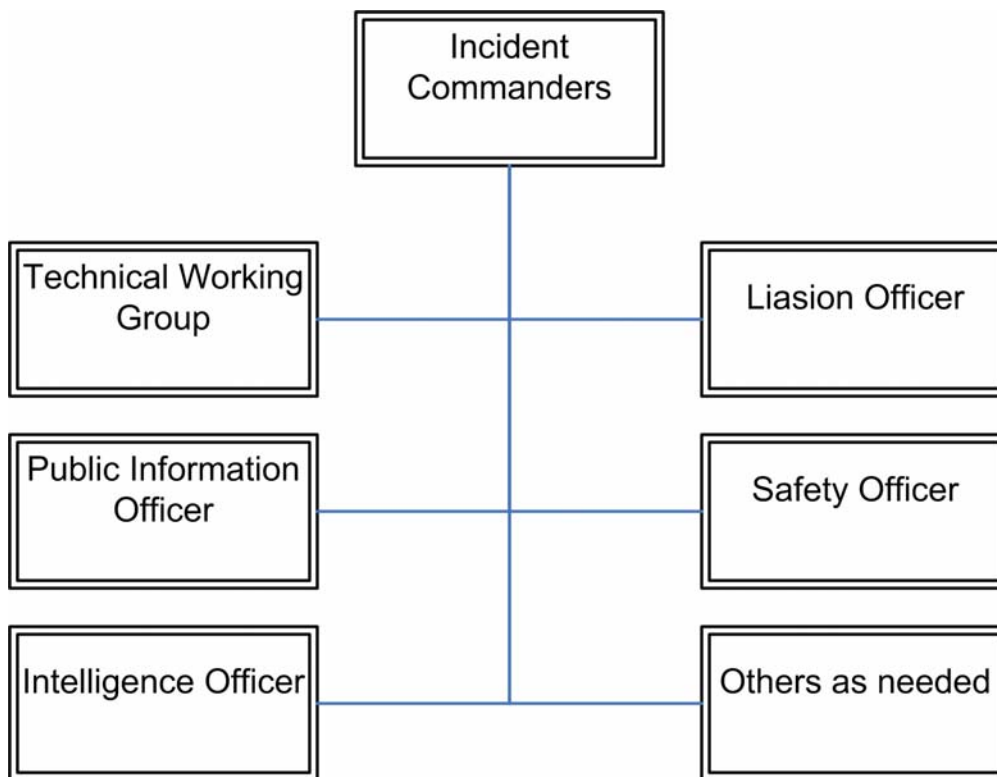 Incident
Commanders
Technical Working
Group
Liasion Officer
Public Information
Officer
Safety Officer
Intelligence Officer
Others as needed